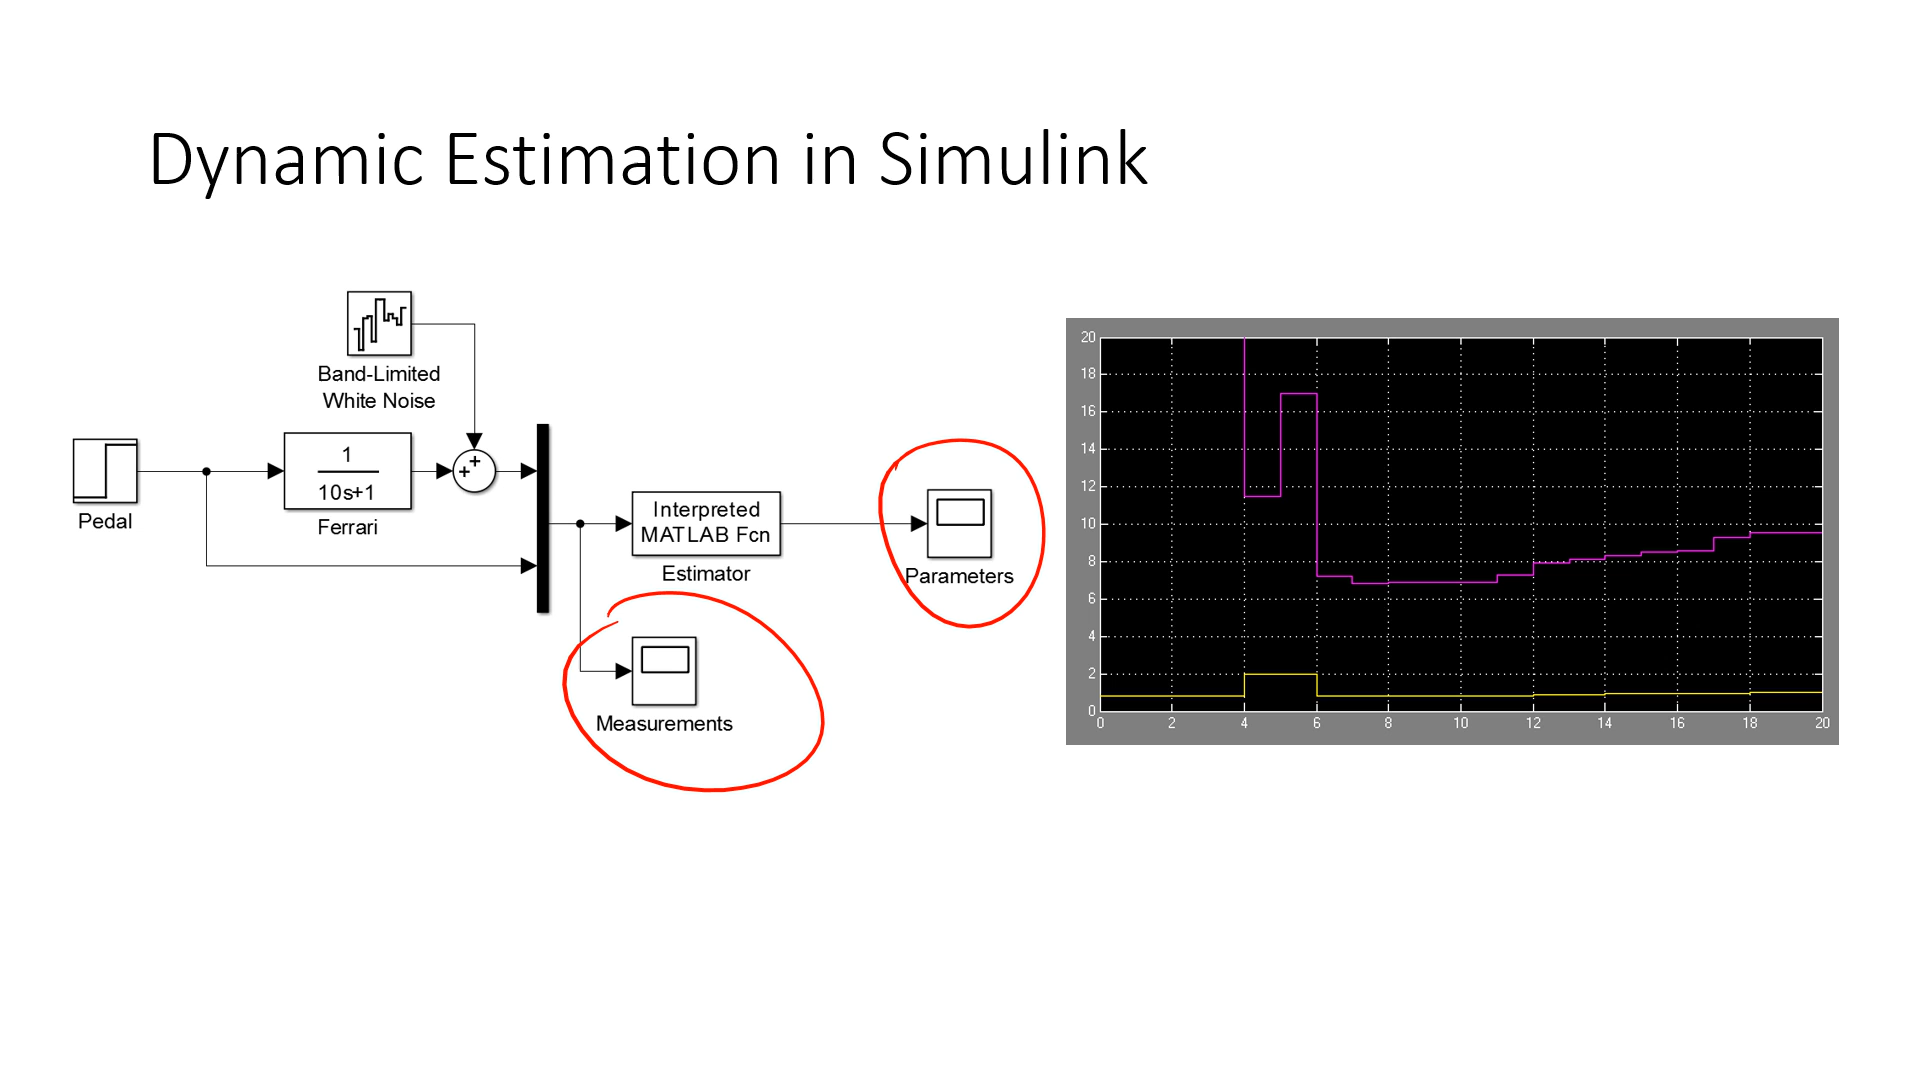 Dynamic Estimation in Simulink
Band-Limited
White Noise
Pedal
1
10s+1
Ferrari
++
Interpreted
MATLAB Fcn
Estimator
Parameters
Measurements
20
18
16
14
12
10
8
6
4
2
0
0 2 4 6 8 10 12 14 16 18 20